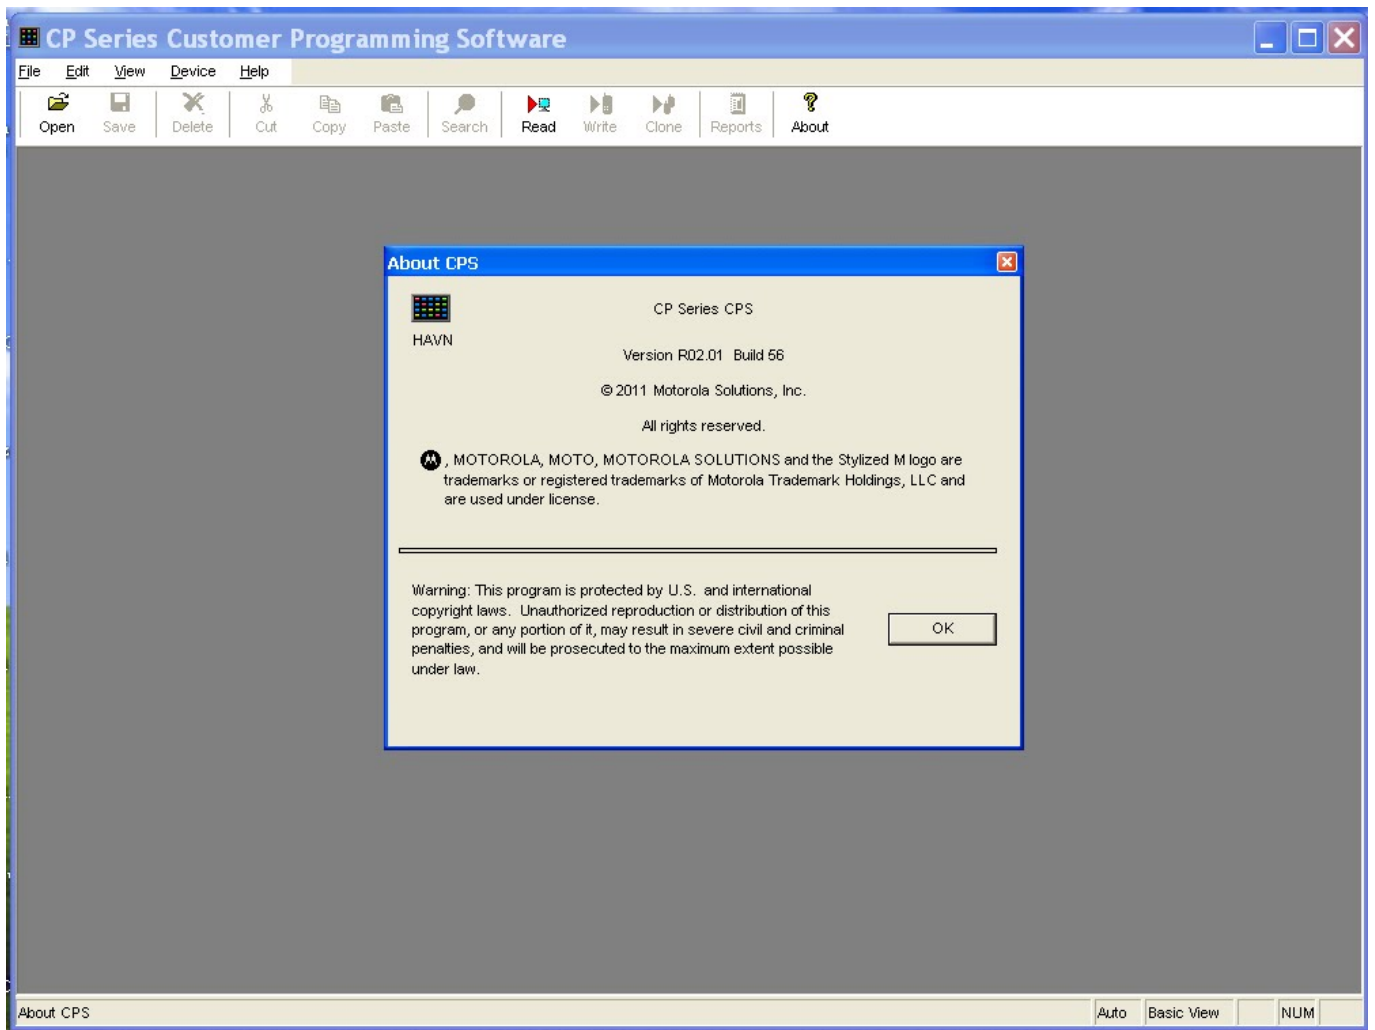 CP Series Customer Programming Software
File Edit View Device Help
Open Save Delete Cut Copy Paste Search Read Write Clone Reports About
About CPS
CP Series CPS
HAVN
Version R02.01 Build 56
© 2011 Motorola Solutions, Inc.
All rights reserved.
, MOTOROLA, MOTO, MOTOROLA SOLUTIONS and the Stylized M logo are
trademarks or registered trademarks of Motorola Trademark Holdings, LLC and
are used under license.
Warning: This program is protected by U.S. and international
copyright laws. Unauthorized reproduction or distribution of this
program, or any portion of it, may result in severe civil and criminal
penalties, and will be prosecuted to the maximum extent possible
under law.
OK
About CPS Auto Basic View NUM